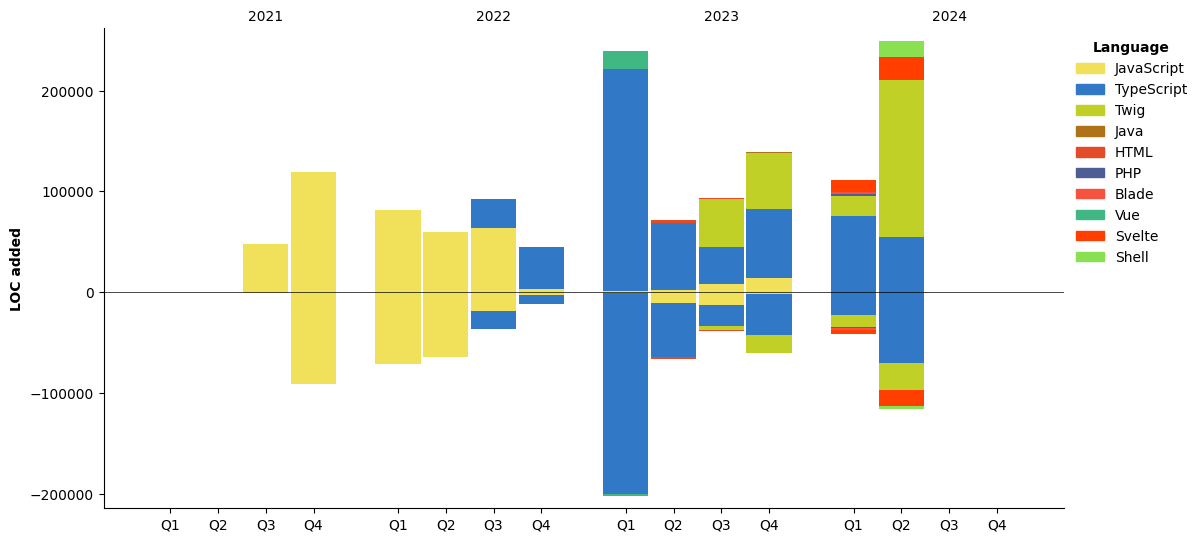 2021 2022 2023 2024
LOC added
200000
100000
0
−100000
−200000
Q1 Q2 Q3 Q4 Q1 Q2 Q3 Q4 Q1 Q2 Q3 Q4 Q1 Q2 Q3 Q4
Language
JavaScript
TypeScript
Twig
Java
HTML
PHP
Blade
Vue
Svelte
Shell